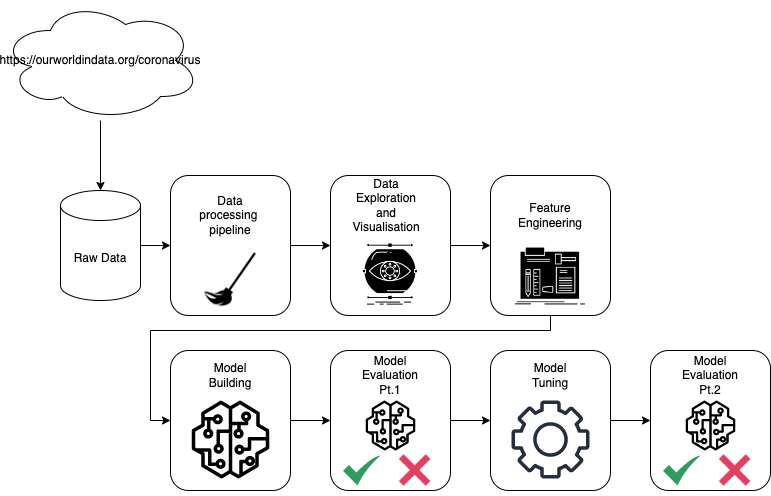 https://ourworldindata.org/coronavirus
Raw Data
Data
processing
pipeline
Data
Exploration
and
Visualisation
Feature
Engineering
Model
Building
Model
Evaluation
Pt.1
Model
Tuning
Model
Evaluation
Pt.2